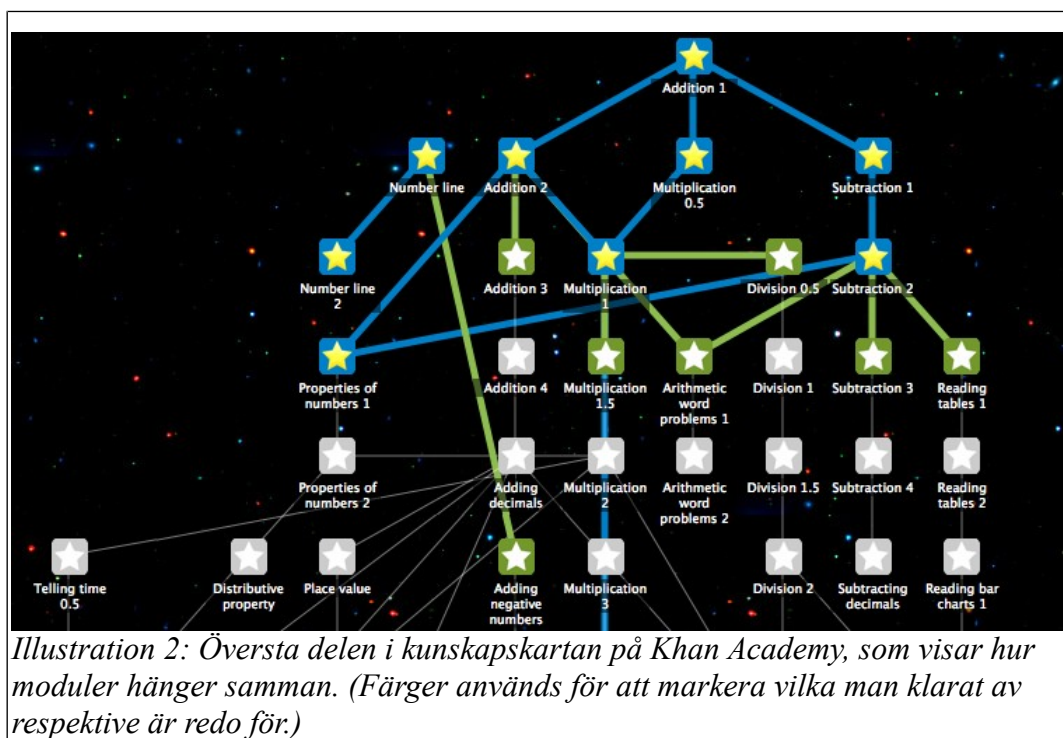 Addition 1
Number line Addition 2 Multiplication 0.5 Subtraction 1
Number line 2 Addition 3 Multiplication 1 Division 0.5 Subtraction 2
Properties of numbers 1 Addition 4 Multiplication 1.5 Arithmetic word problems 1 Division 1 Subtraction 3 Reading tables 1
Properties of numbers 2 Adding decimals Multiplication 2 Arithmetic word problems 2 Division 1.5 Subtraction 4 Reading tables 2
Telling time 0.5 Distributive property Place value Adding negative numbers Multiplication 3 Division 2 Subtracting decimals Reading bar charts 1
Illustration 2: Översta delen i kunskapskartan på Khan Academy, som visar hur
moduler hänger samman. (Färger används för att markera vilka man klarat av
respektive är redo för.)